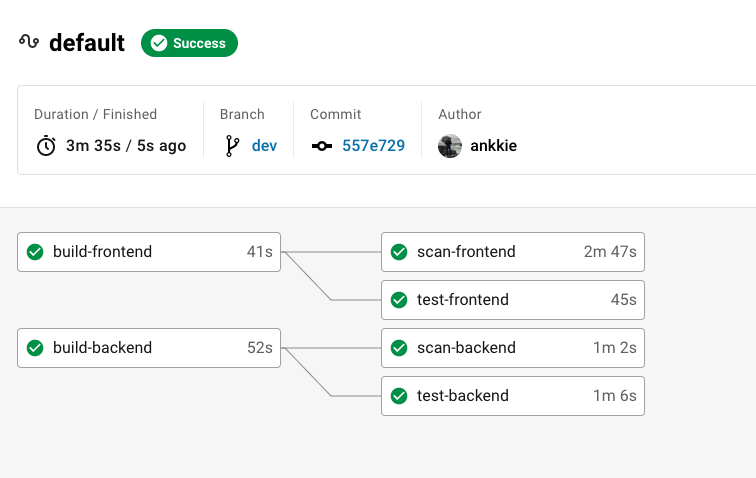 default Success
Duration / Finished Branch Commit Author
3m 35s / 5s ago dev 557e729 ankkie
build-frontend 41s scan-frontend 2m 47s
test-frontend 45s
build-backend 52s scan-backend 1m 2s
test-backend 1m 6s